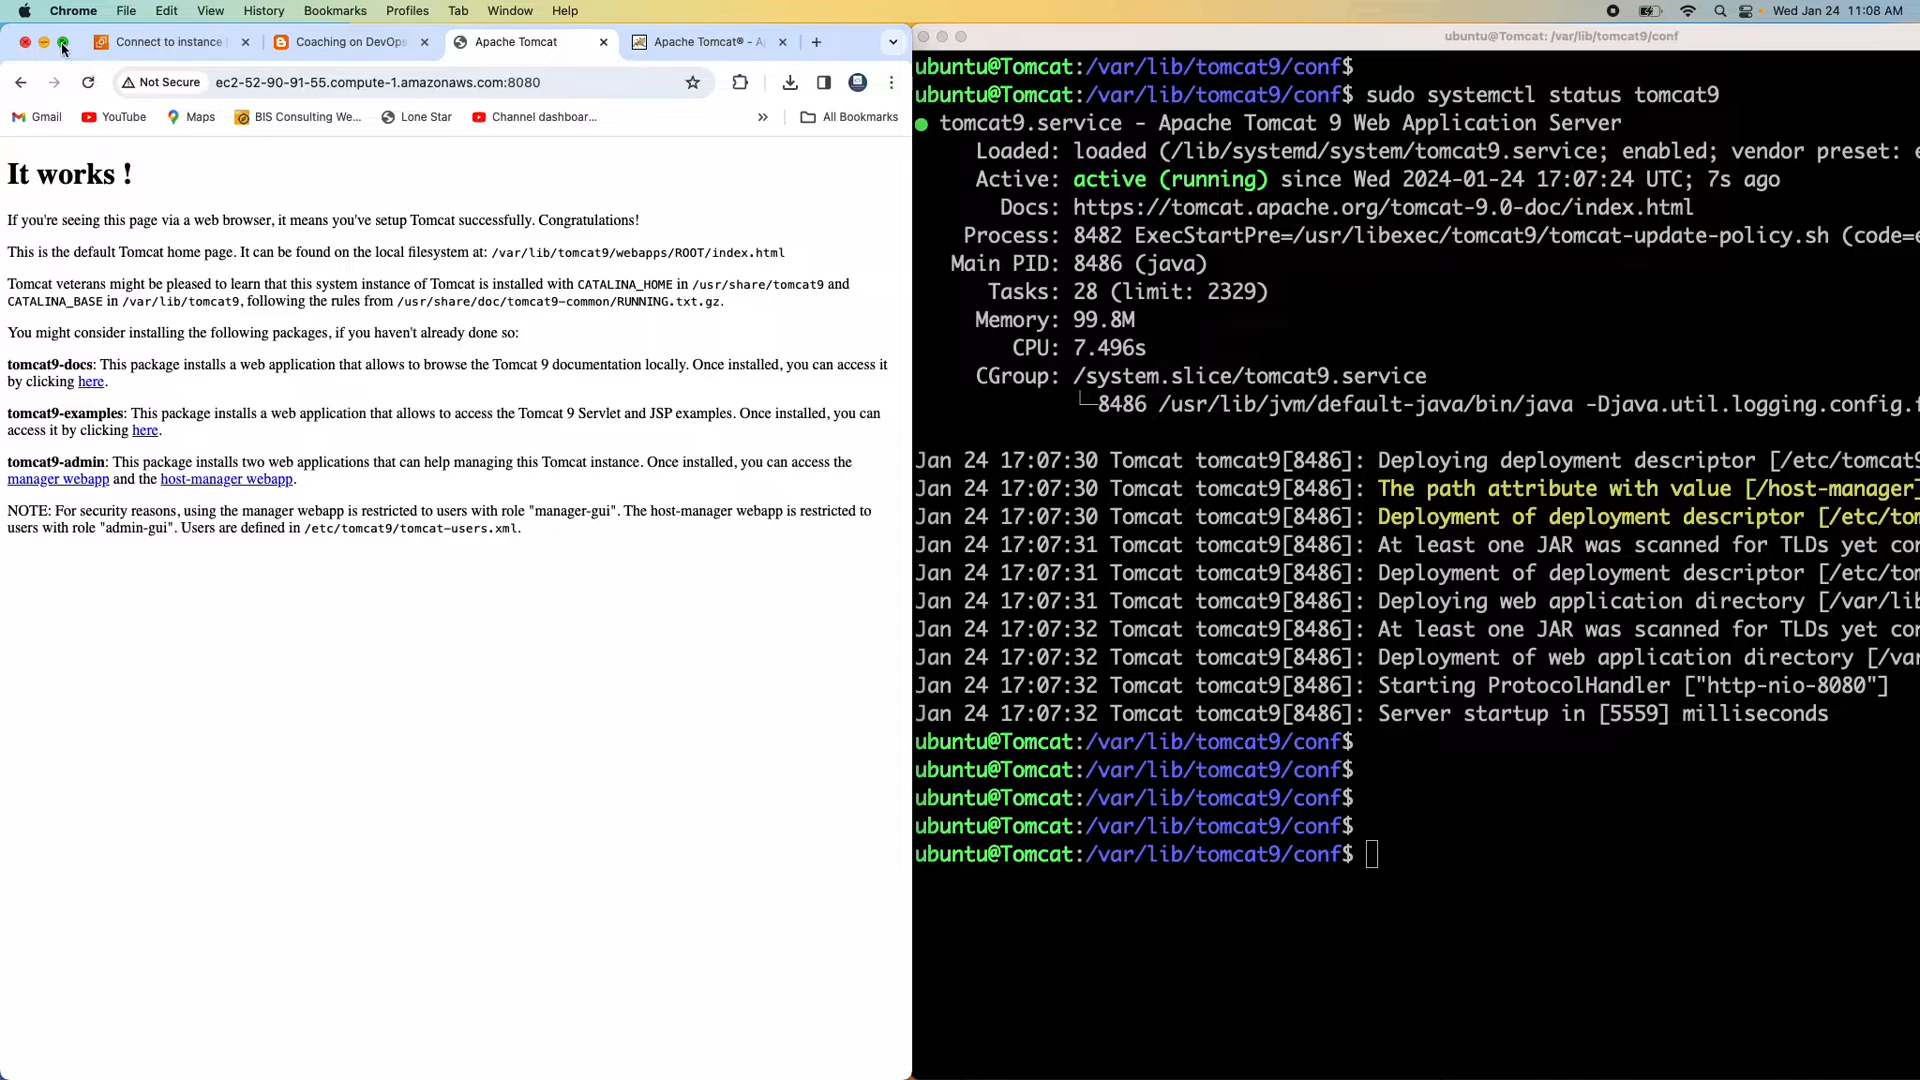 Chrome File Edit View History Bookmarks Profiles Tab Window Help Wed Jan 24 11:08 AM
Connect to instance Coaching on DevOps Apache Tomcat Apache Tomcat® - A
Not Secure ec2-52-90-91-55.compute-1.amazonaws.com:8080
Gmail YouTube Maps BIS Consulting We... Lone Star Channel dashboar... » All Bookmarks
It works !
If you're seeing this page via a web browser, it means you've setup Tomcat successfully. Congratulations!
This is the default Tomcat home page. It can be found on the local filesystem at: /var/lib/tomcat9/webapps/ROOT/index.html
Tomcat veterans might be pleased to learn that this system instance of Tomcat is installed with CATALINA_HOME in /usr/share/tomcat9 and
CATALINA_BASE in /var/lib/tomcat9, following the rules from /usr/share/doc/tomcat9-common/RUNNING.txt.gz.
You might consider installing the following packages, if you haven't already done so:
tomcat9-docs: This package installs a web application that allows to browse the Tomcat 9 documentation locally. Once installed, you can access it
by clicking here.
tomcat9-examples: This package installs a web application that allows to access the Tomcat 9 Servlet and JSP examples. Once installed, you can
access it by clicking here.
tomcat9-admin: This package installs two web applications that can help managing this Tomcat instance. Once installed, you can access the
manager webapp and the host-manager webapp.
NOTE: For security reasons, using the manager webapp is restricted to users with role "manager-gui". The host-manager webapp is restricted to
users with role "admin-gui". Users are defined in /etc/tomcat9/tomcat-users.xml.
ubuntu@Tomcat: /var/lib/tomcat9/conf
ubuntu@Tomcat:/var/lib/tomcat9/conf$
ubuntu@Tomcat:/var/lib/tomcat9/conf$ sudo systemctl status tomcat9
● tomcat9.service - Apache Tomcat 9 Web Application Server
Loaded: loaded (/lib/systemd/system/tomcat9.service; enabled; vendor preset: e
Active: active (running) since Wed 2024-01-24 17:07:24 UTC; 7s ago
Docs: https://tomcat.apache.org/tomcat-9.0-doc/index.html
Process: 8482 ExecStartPre=/usr/libexec/tomcat9/tomcat-update-policy.sh (code=e
Main PID: 8486 (java)
Tasks: 28 (limit: 2329)
Memory: 99.8M
CPU: 7.496s
CGroup: /system.slice/tomcat9.service
└─8486 /usr/lib/jvm/default-java/bin/java -Djava.util.logging.config.f
Jan 24 17:07:30 Tomcat tomcat9[8486]: Deploying deployment descriptor [/etc/tomcat9
Jan 24 17:07:30 Tomcat tomcat9[8486]: The path attribute with value [/host-manager]
Jan 24 17:07:30 Tomcat tomcat9[8486]: Deployment of deployment descriptor [/etc/tom
Jan 24 17:07:31 Tomcat tomcat9[8486]: At least one JAR was scanned for TLDs yet con
Jan 24 17:07:31 Tomcat tomcat9[8486]: Deployment of deployment descriptor [/etc/tom
Jan 24 17:07:31 Tomcat tomcat9[8486]: Deploying web application directory [/var/lib
Jan 24 17:07:32 Tomcat tomcat9[8486]: At least one JAR was scanned for TLDs yet con
Jan 24 17:07:32 Tomcat tomcat9[8486]: Deployment of web application directory [/var
Jan 24 17:07:32 Tomcat tomcat9[8486]: Starting ProtocolHandler ["http-nio-8080"]
Jan 24 17:07:32 Tomcat tomcat9[8486]: Server startup in [5559] milliseconds
ubuntu@Tomcat:/var/lib/tomcat9/conf$
ubuntu@Tomcat:/var/lib/tomcat9/conf$
ubuntu@Tomcat:/var/lib/tomcat9/conf$
ubuntu@Tomcat:/var/lib/tomcat9/conf$
ubuntu@Tomcat:/var/lib/tomcat9/conf$